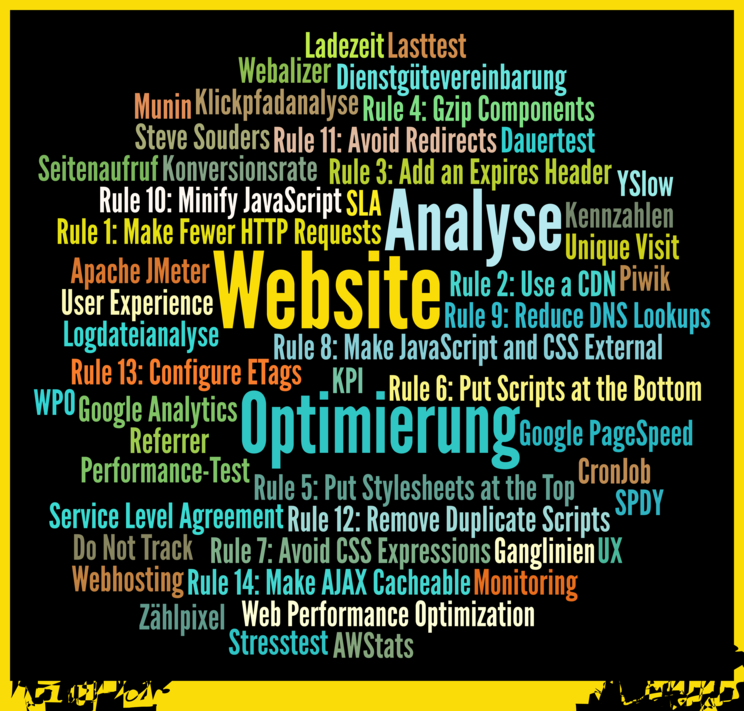 Ladezeit Lasttest
Webalizer Dienstgütevereinbarung
Munin Klickpfadanalyse Rule 4: Gzip Components
Steve Souders Rule 11: Avoid Redirects Dauertest
Seitenaufruf Konversionsrate Rule 3: Add an Expires Header YSlow
Rule 10: Minify JavaScript SLA Analyse Kennzahlen
Rule 1: Make Fewer HTTP Requests Unique Visit
Apache JMeter Website Rule 2: Use a CDN Piwik
User Experience Rule 9: Reduce DNS Lookups
Logdateianalyse Rule 8: Make JavaScript and CSS External
Rule 13: Configure ETags KPI Rule 6: Put Scripts at the Bottom
WPO Google Analytics Optimierung Google PageSpeed
Referrer
Performance-Test Rule 5: Put Stylesheets at the Top CronJob
SPDY
Service Level Agreement Rule 12: Remove Duplicate Scripts
Do Not Track Rule 7: Avoid CSS Expressions Ganglinien UX
Webhosting Rule 14: Make AJAX Cacheable Monitoring
Zählpixel Web Performance Optimization
Stresstest AWStats